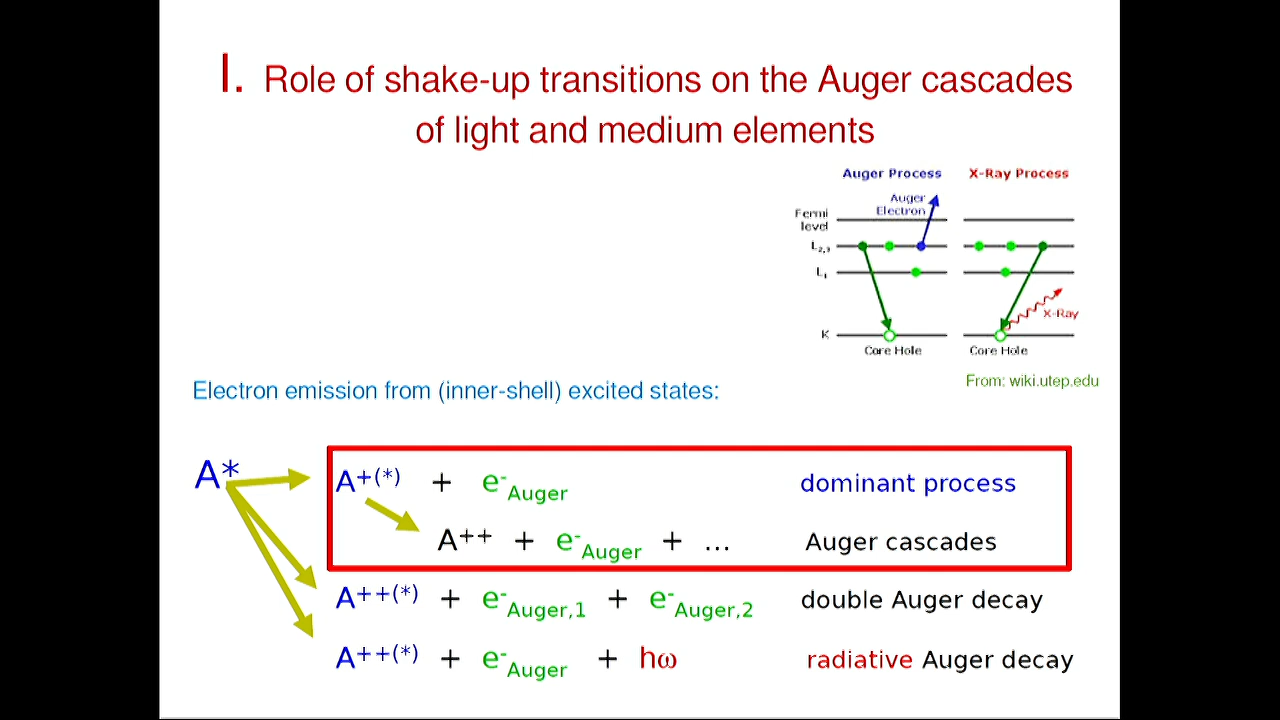 I. Role of shake-up transitions on the Auger cascades
of light and medium elements
Auger Process
X-Ray Process
Auger
Electron
Fermi
level
L2,3
L1
K
X-Ray
Core Hole
Core Hole
From: wiki.utep.edu
Electron emission from (inner-shell) excited states:
A* A+(*) + e-Auger dominant process
A++ + e-Auger + ... Auger cascades
A++(*) + e-Auger,1 + e-Auger,2 double Auger decay
A++(*) + e-Auger + hω radiative Auger decay